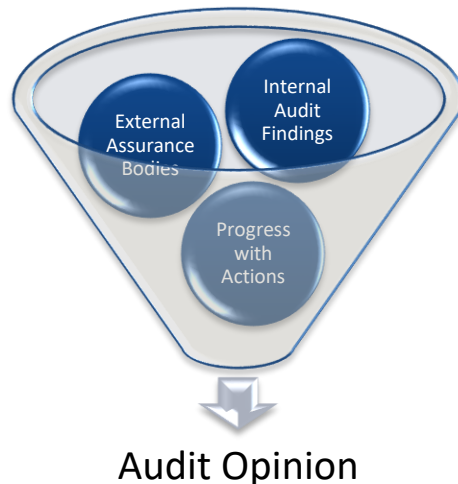 External
Assurance
Bodies
Internal
Audit
Findings
Progress
with
Actions
Audit Opinion